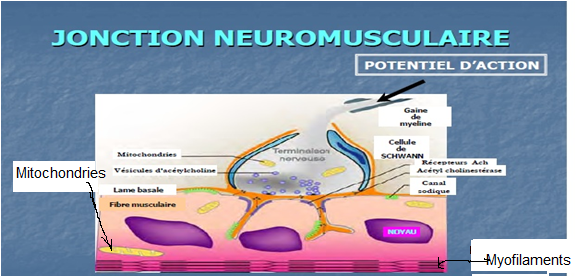 JONCTION NEUROMUSCULAIRE
POTENTIEL D'ACTION
Gaine
de
myeline
Terminaison
nerveuse
Cellule
de
SCHWANN
Mitochondries
Vésicules d'acétylcholine
Récepteurs Ach
Acétyl cholinestérase
Mitochondries
Lame basale
Canal
sodique
Fibre musculaire
NOYAU
Myofilaments